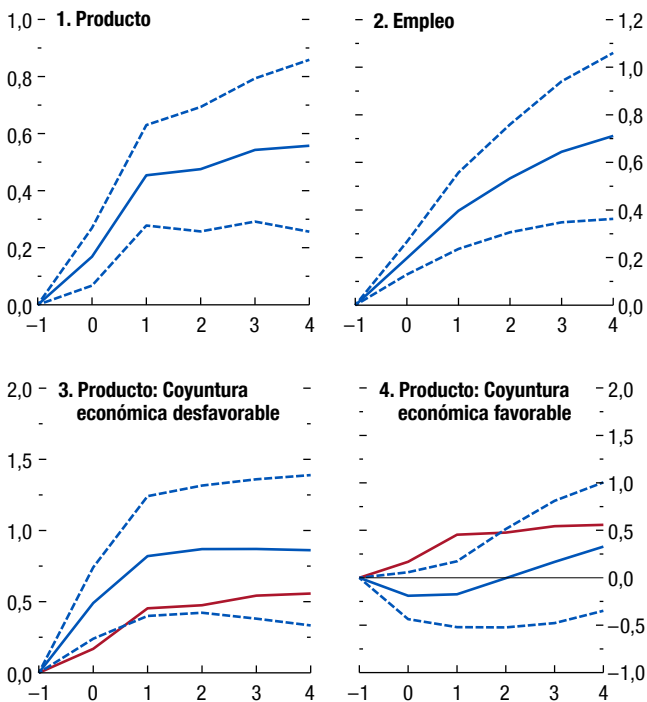 1. Producto
1,0
0,8
0,6
0,4
0,2
0,0
–1 0 1 2 3 4
2. Empleo
1,2
1,0
0,8
0,6
0,4
0,2
0,0
–1 0 1 2 3 4
3. Producto: Coyuntura
económica desfavorable
2,0
1,5
1,0
0,5
0,0
–1 0 1 2 3 4
4. Producto: Coyuntura
económica favorable
2,0
1,5
1,0
0,5
0,0
–0,5
–1,0
–1 0 1 2 3 4